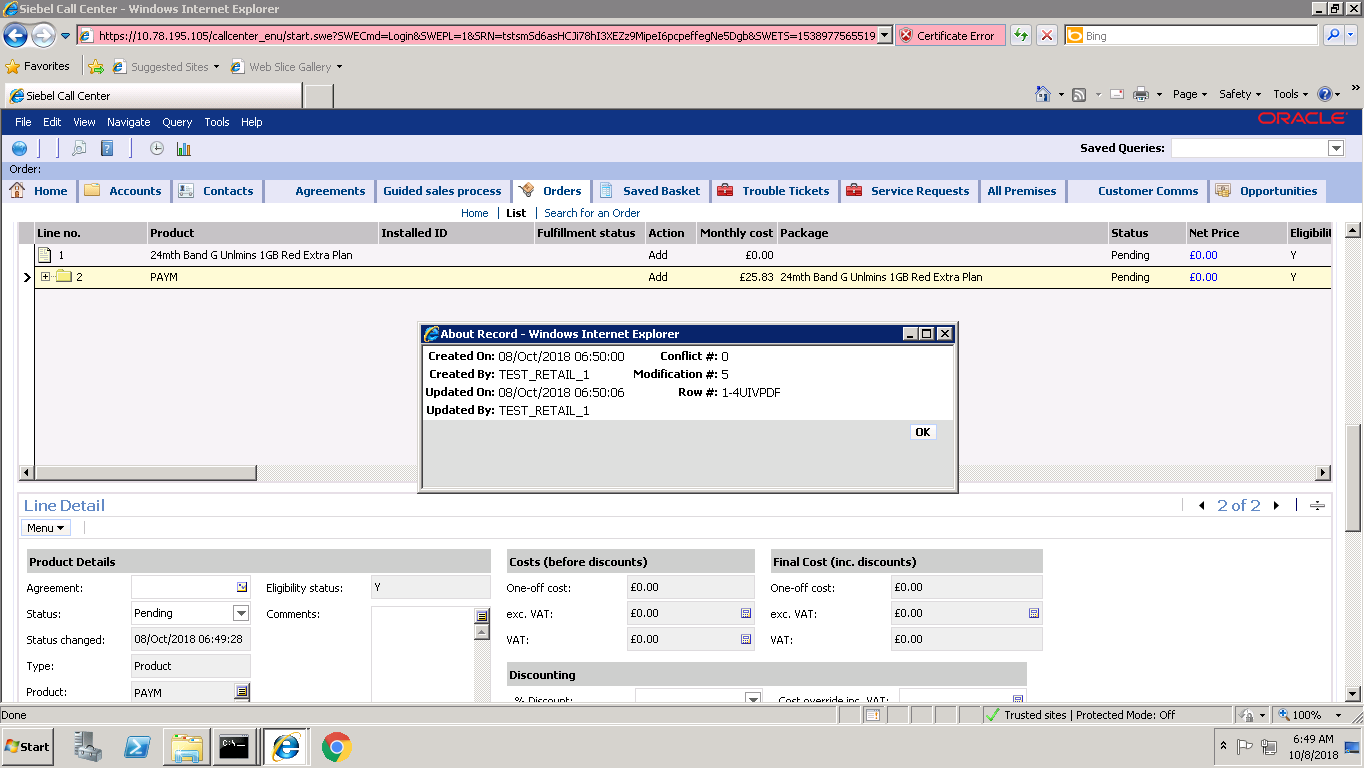 Siebel Call Center - Windows Internet Explorer
https://10.78.195.105/callcenter_enu/start.swe?SWECmd=Login&SWEPL=1&SRN=tstsmSd6asHCJi78hI3XEZz9MipeI6pcpeffegNe5Dgb&SWETS=1538977565519 Certificate Error Bing
Favorites Suggested Sites Web Slice Gallery
Siebel Call Center Page Safety Tools
File Edit View Navigate Query Tools Help ORACLE
Saved Queries:
Order:
Home Accounts Contacts Agreements Guided sales process Orders Saved Basket Trouble Tickets Service Requests All Premises Customer Comms Opportunities
Home List Search for an Order
Line no. Product Installed ID Fulfillment status Action Monthly cost Package Status Net Price Eligibilit
1 24mth Band G Unlmins 1GB Red Extra Plan Add £0.00 Pending £0.00 Y
2 PAYM Add £25.83 24mth Band G Unlmins 1GB Red Extra Plan Pending £0.00 Y
About Record - Windows Internet Explorer
Created On: 08/Oct/2018 06:50:00 Conflict #: 0
Created By: TEST_RETAIL_1 Modification #: 5
Updated On: 08/Oct/2018 06:50:06 Row #: 1-4UIVPDF
Updated By: TEST_RETAIL_1
OK
Line Detail 2 of 2
Menu
Product Details Costs (before discounts) Final Cost (inc. discounts)
Agreement: Eligibility status: Y One-off cost: £0.00 One-off cost: £0.00
Status: Pending Comments: exc. VAT: £0.00 exc. VAT: £0.00
Status changed: 08/Oct/2018 06:49:28 VAT: £0.00 VAT: £0.00
Type: Product
Discounting
Product: PAYM
% Discount: Cost override inc. VAT:
Done Trusted sites | Protected Mode: Off 100%
Start C:\ 6:49 AM
10/8/2018